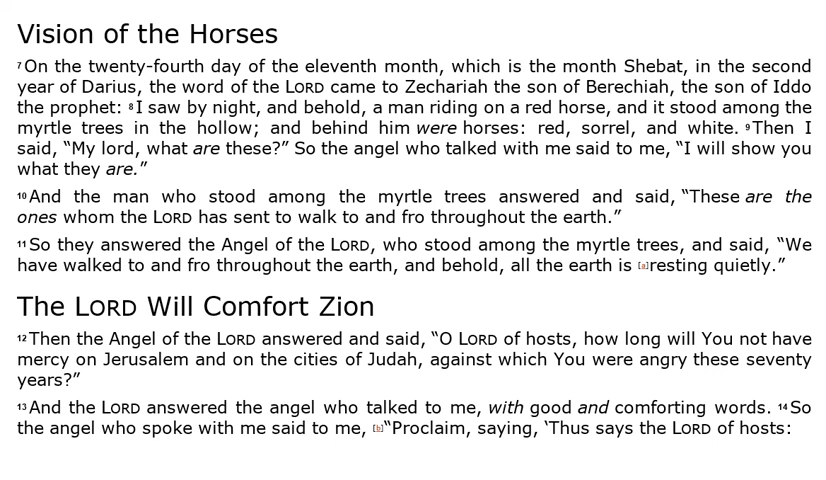 Vision of the Horses
7 On the twenty-fourth day of the eleventh month, which is the month Shebat, in the second
year of Darius, the word of the LORD came to Zechariah the son of Berechiah, the son of Iddo
the prophet: 8 I saw by night, and behold, a man riding on a red horse, and it stood among the
myrtle trees in the hollow; and behind him were horses: red, sorrel, and white. 9 Then I
said, “My lord, what are these?” So the angel who talked with me said to me, “I will show you
what they are.”
10 And the man who stood among the myrtle trees answered and said, “These are the
ones whom the LORD has sent to walk to and fro throughout the earth.”
11 So they answered the Angel of the LORD, who stood among the myrtle trees, and said, “We
have walked to and fro throughout the earth, and behold, all the earth is [a]resting quietly.”
The LORD Will Comfort Zion
12 Then the Angel of the LORD answered and said, “O LORD of hosts, how long will You not have
mercy on Jerusalem and on the cities of Judah, against which You were angry these seventy
years?”
13 And the LORD answered the angel who talked to me, with good and comforting words. 14 So
the angel who spoke with me said to me, [b]“Proclaim, saying, ‘Thus says the LORD of hosts: